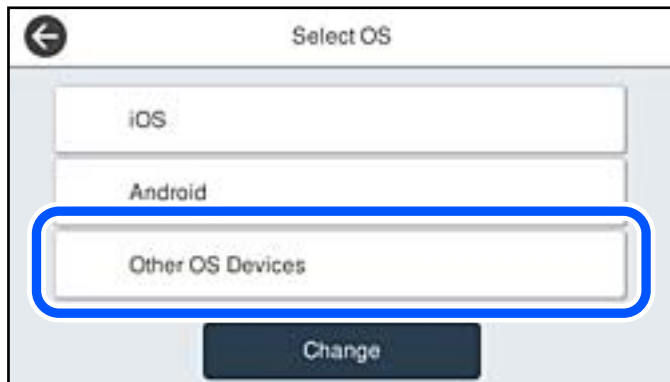 Select OS
iOS
Android
Other OS Devices
Change